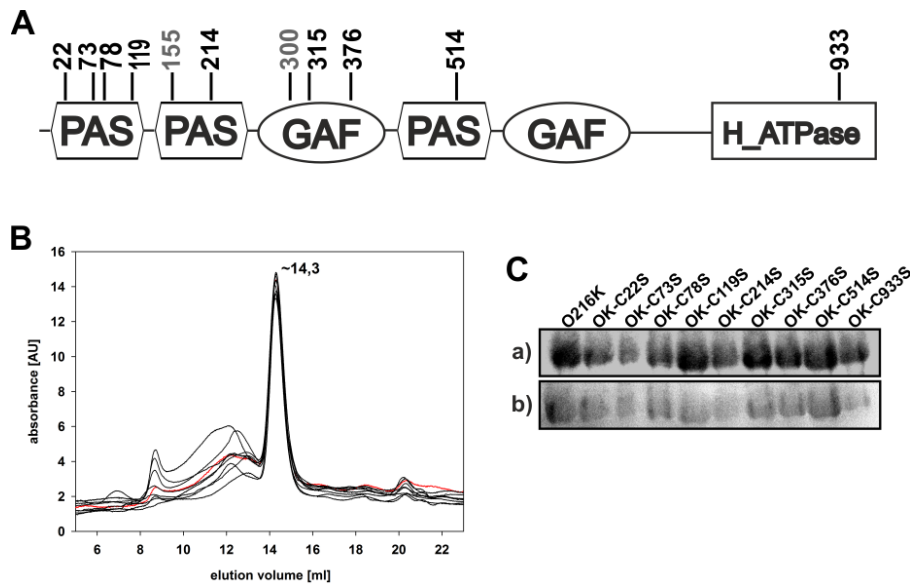 A
22 73 78 119 155 214 300 315 376 514 933
PAS PAS GAF PAS GAF H_ATPase
B
16
14
12
10
8
6
4
2
0
~14,3
absorbance [AU]
6 8 10 12 14 16 18 20 22
elution volume [ml]
C
O216K OK-C22S OK-C73S OK-C78S OK-C119S OK-C214S OK-C315S OK-C376S OK-C514S OK-C933S
a)
b)